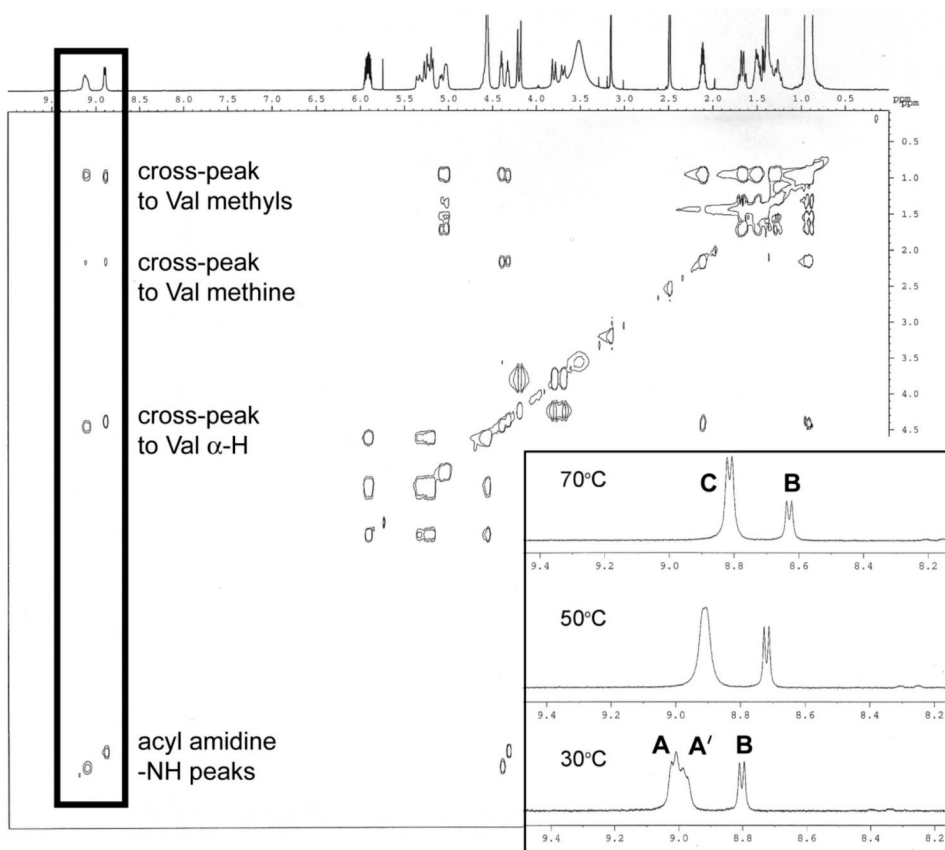 9. 9.0 8.5 8.0 7.5 7.0 6.5 6.0 5.5 5.0 4.5 4.0 3.5 3.0 2.5 2.0 1.5 1.0 0.5 ppm
ppm
0.5
cross-peak
to Val methyls
1.0
1.5
2.0
cross-peak
to Val methine
2.5
3.0
3.5
4.0
cross-peak
to Val α-H
4.5
70°C
C
B
9.4 9.2 9.0 8.8 8.6 8.4 8.2
50°C
9.4 9.2 9.0 8.8 8.6 8.4 8.2
acyl amidine
-NH peaks
30°C
A
A′
B
9.4 9.2 9.0 8.8 8.6 8.4 8.2